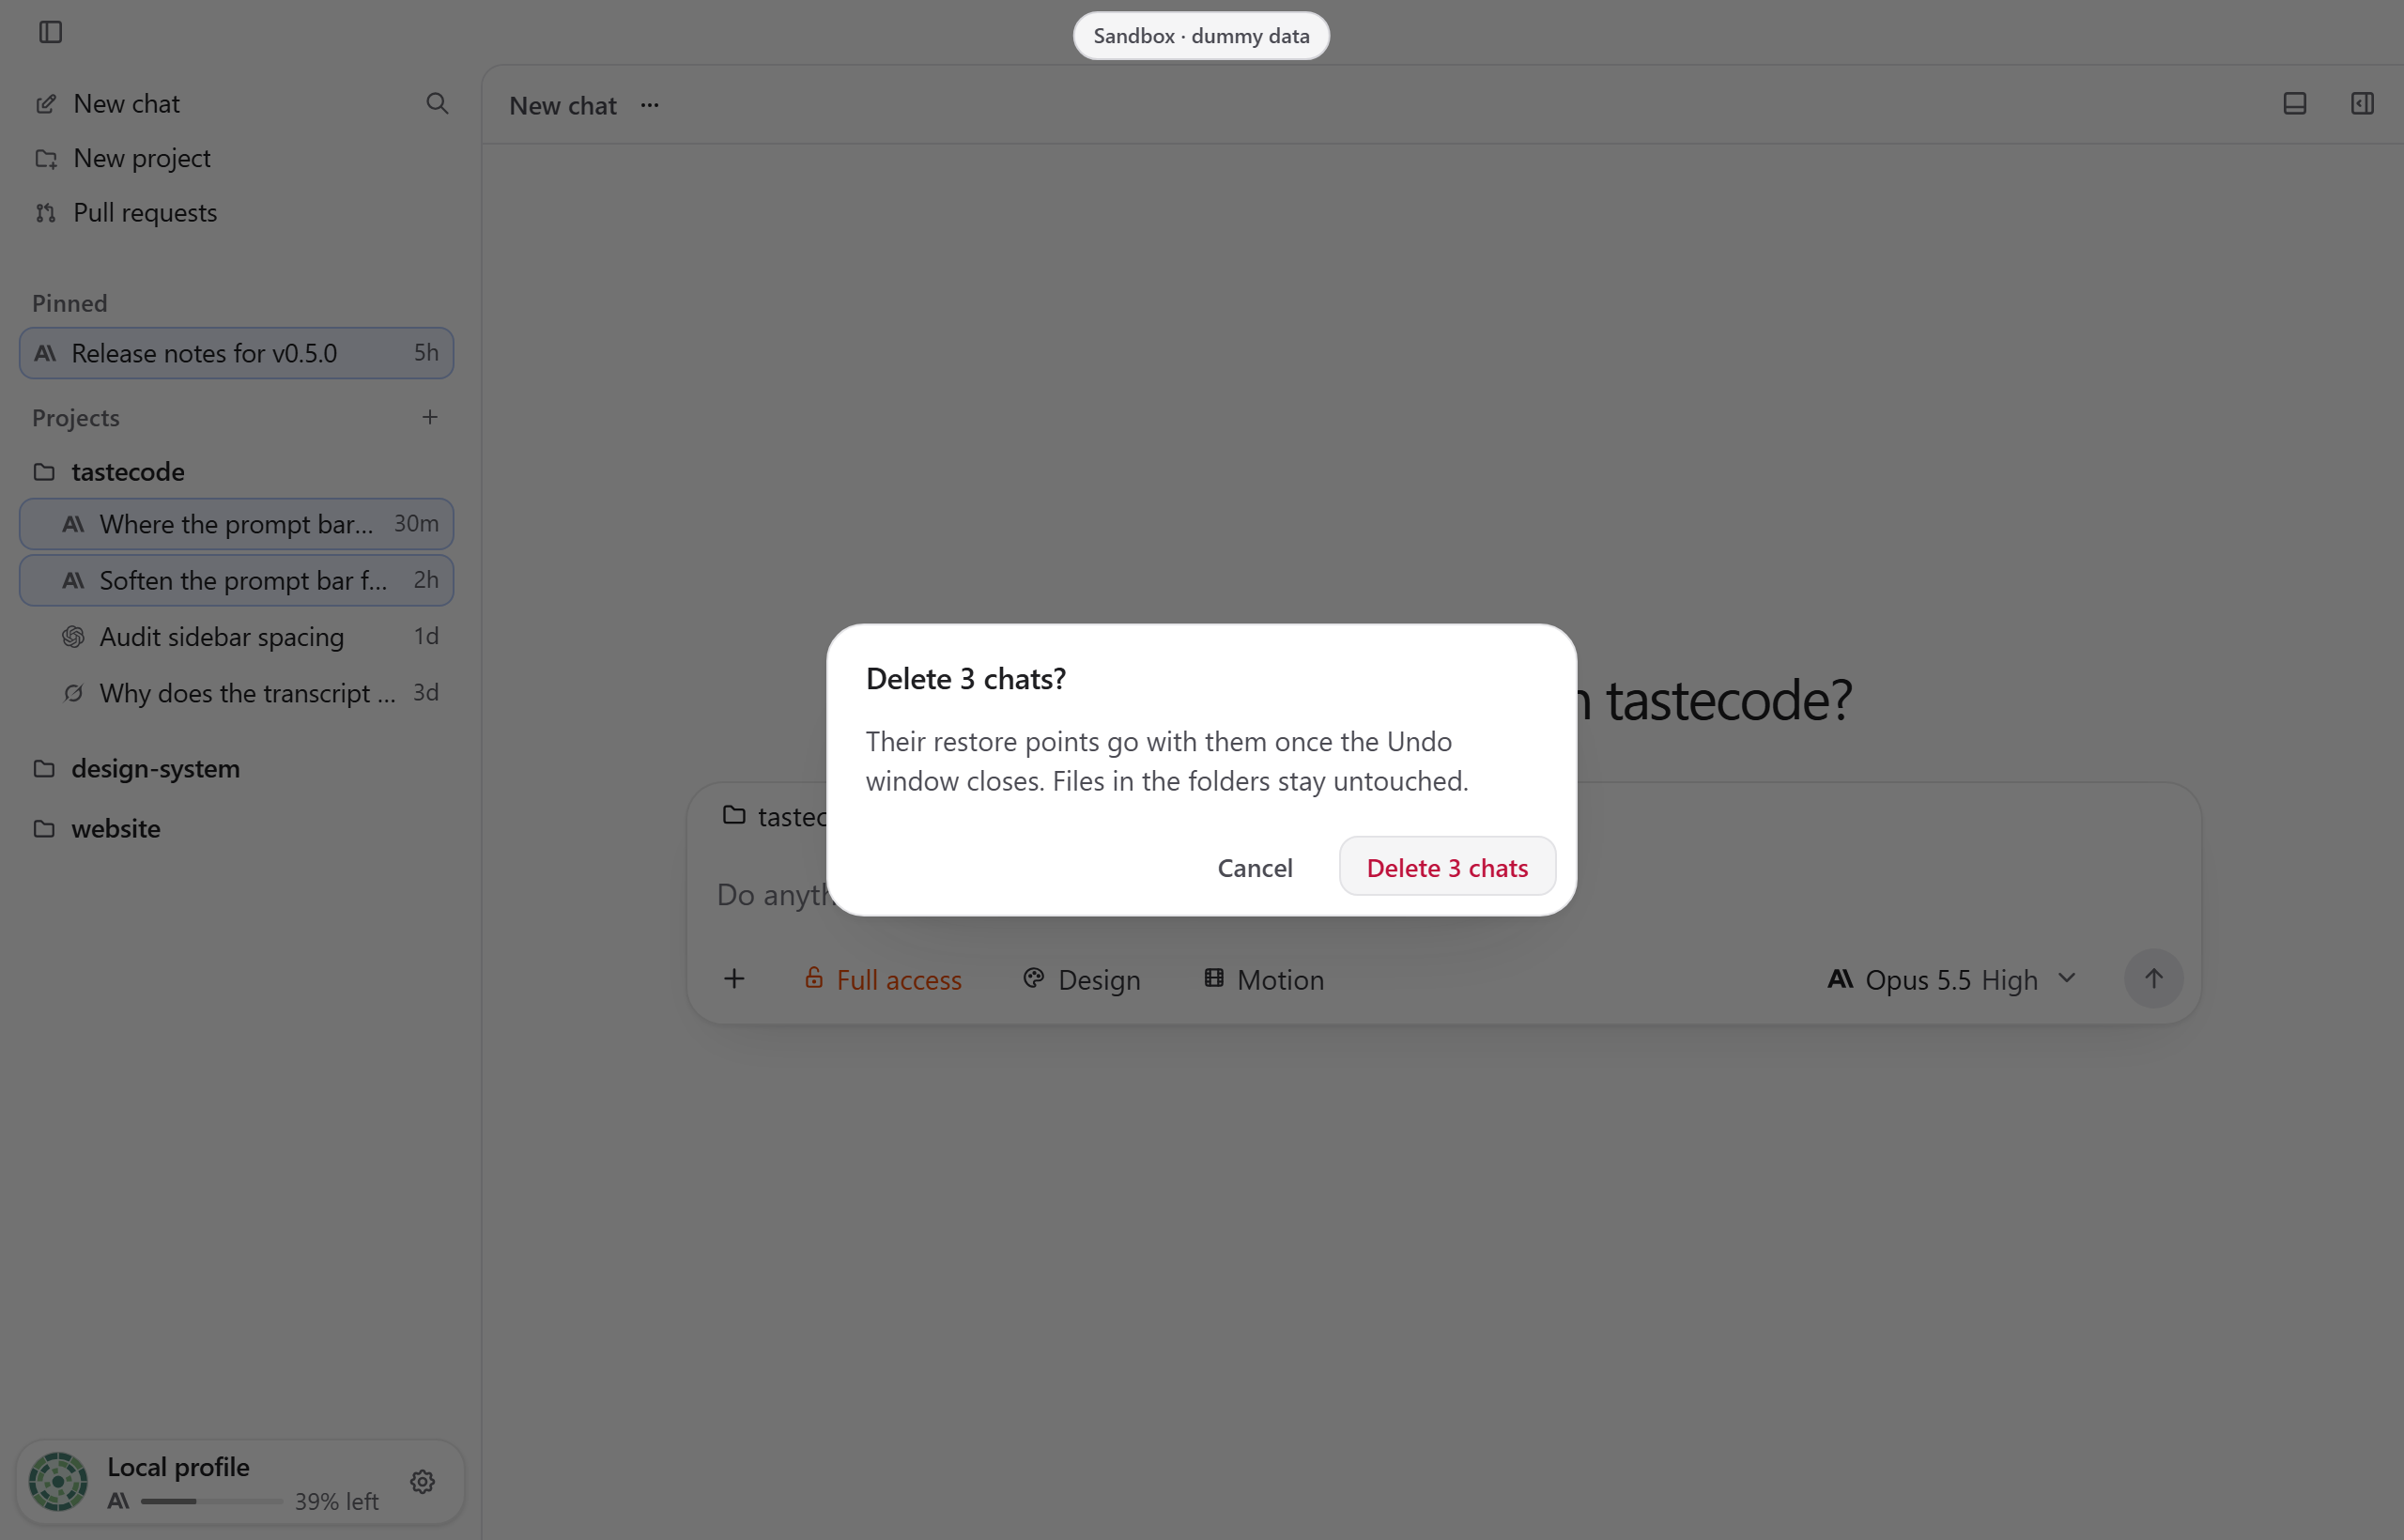 Sandbox · dummy data
New chat
New project
Pull requests
Pinned
Release notes for v0.5.0 5h
Projects
tastecode
Where the prompt bar... 30m
Soften the prompt bar f... 2h
Audit sidebar spacing 1d
Why does the transcript ... 3d
design-system
website
Local profile
39% left
New chat
tastecode?
Delete 3 chats?
Their restore points go with them once the Undo
window closes. Files in the folders stay untouched.
Cancel Delete 3 chats
Full access Design Motion Opus 5.5 High